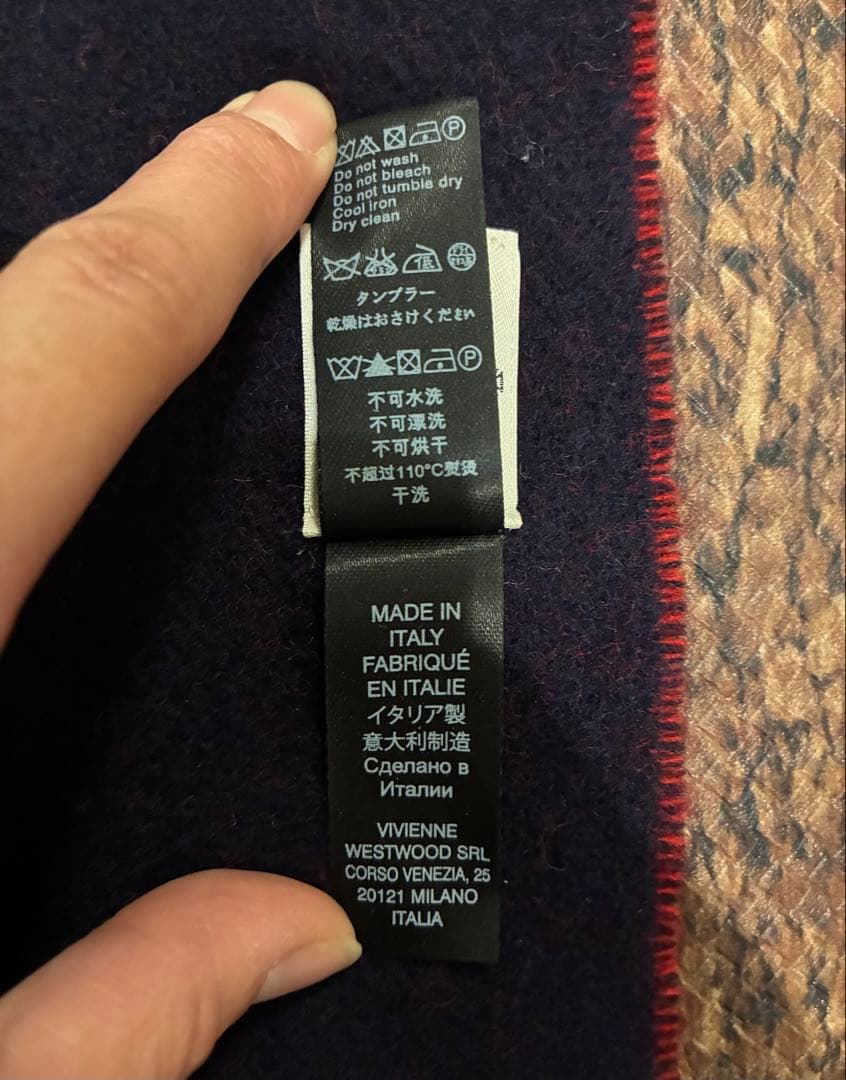 P
Do not wash
Do not bleach
Do not tumble dry
Cool iron
Dry clean
低
タンブラー
乾燥はおさけください
P
不可水洗
不可漂洗
不可烘干
不超过110°C熨烫
干洗
MADE IN
ITALY
FABRIQUÉ
EN ITALIE
イタリア製
意大利制造
Сделано в
Италии
VIVIENNE
WESTWOOD SRL
CORSO VENEZIA, 25
20121 MILANO
ITALIA